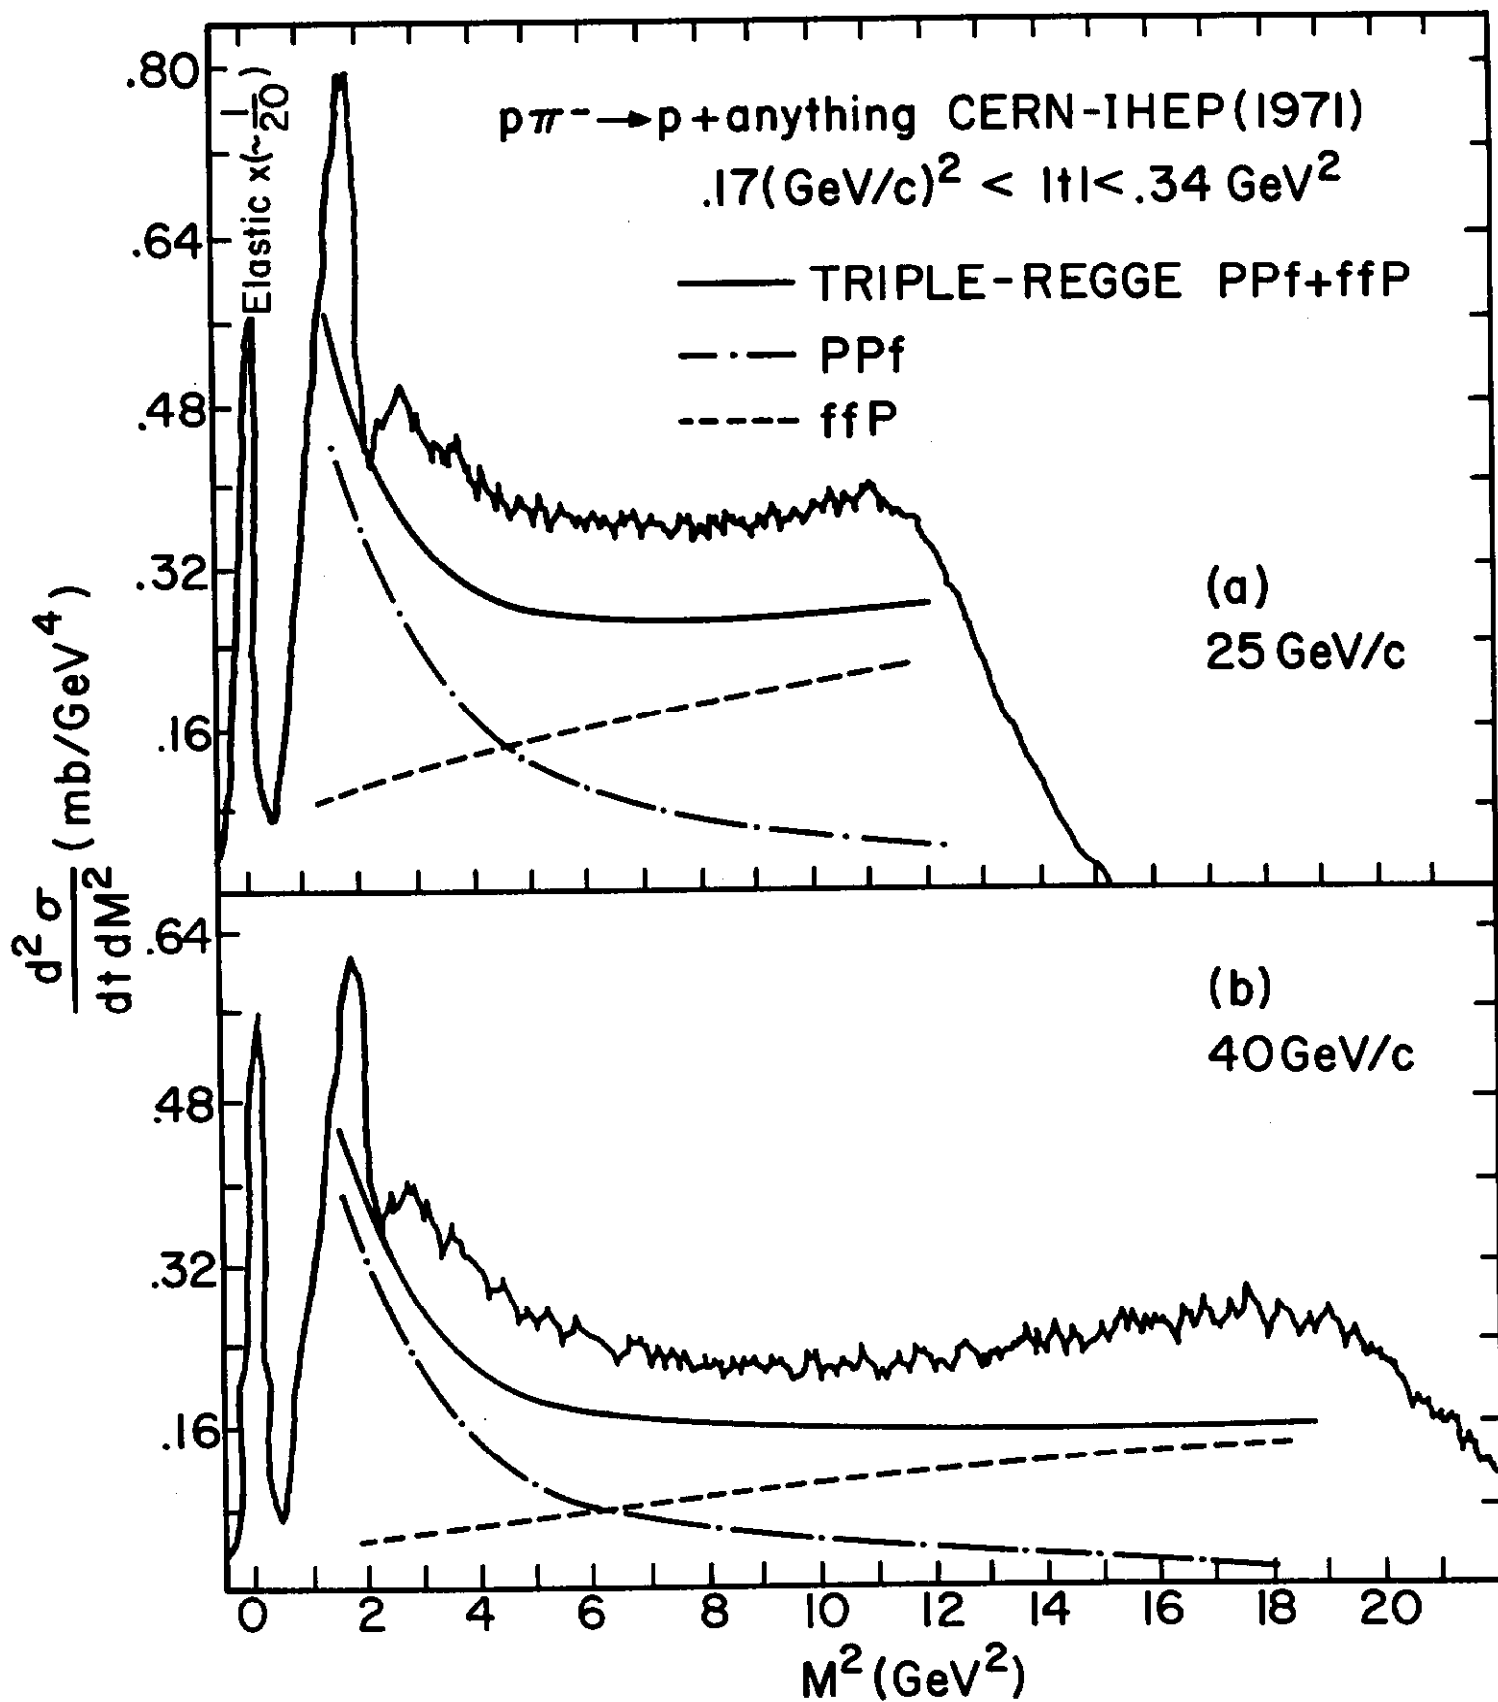 pπ⁻→p+anything CERN-IHEP(1971)
.17(GeV/c)² < |t|<.34 GeV²
TRIPLE-REGGE PPf+ffP
PPf
ffP
Elastic x(~1/20)
.80
.64
.48
.32
.16
(a)
25 GeV/c
d²σ/dtdM² (mb/GeV⁴)
.64
.48
.32
.16
(b)
40 GeV/c
0 2 4 6 8 10 12 14 16 18 20
M² (GeV²)